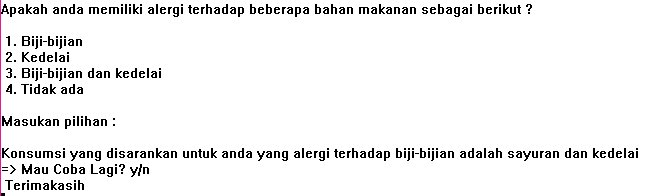 Apakah anda memiliki alergi terhadap beberapa bahan makanan sebagai berikut ?
1. Biji-bijian
2. Kedelai
3. Biji-bijian dan kedelai
4. Tidak ada
Masukan pilihan :
Konsumsi yang disarankan untuk anda yang alergi terhadap biji-bijian adalah sayuran dan kedelai
=> Mau Coba Lagi? y/n
Terimakasih